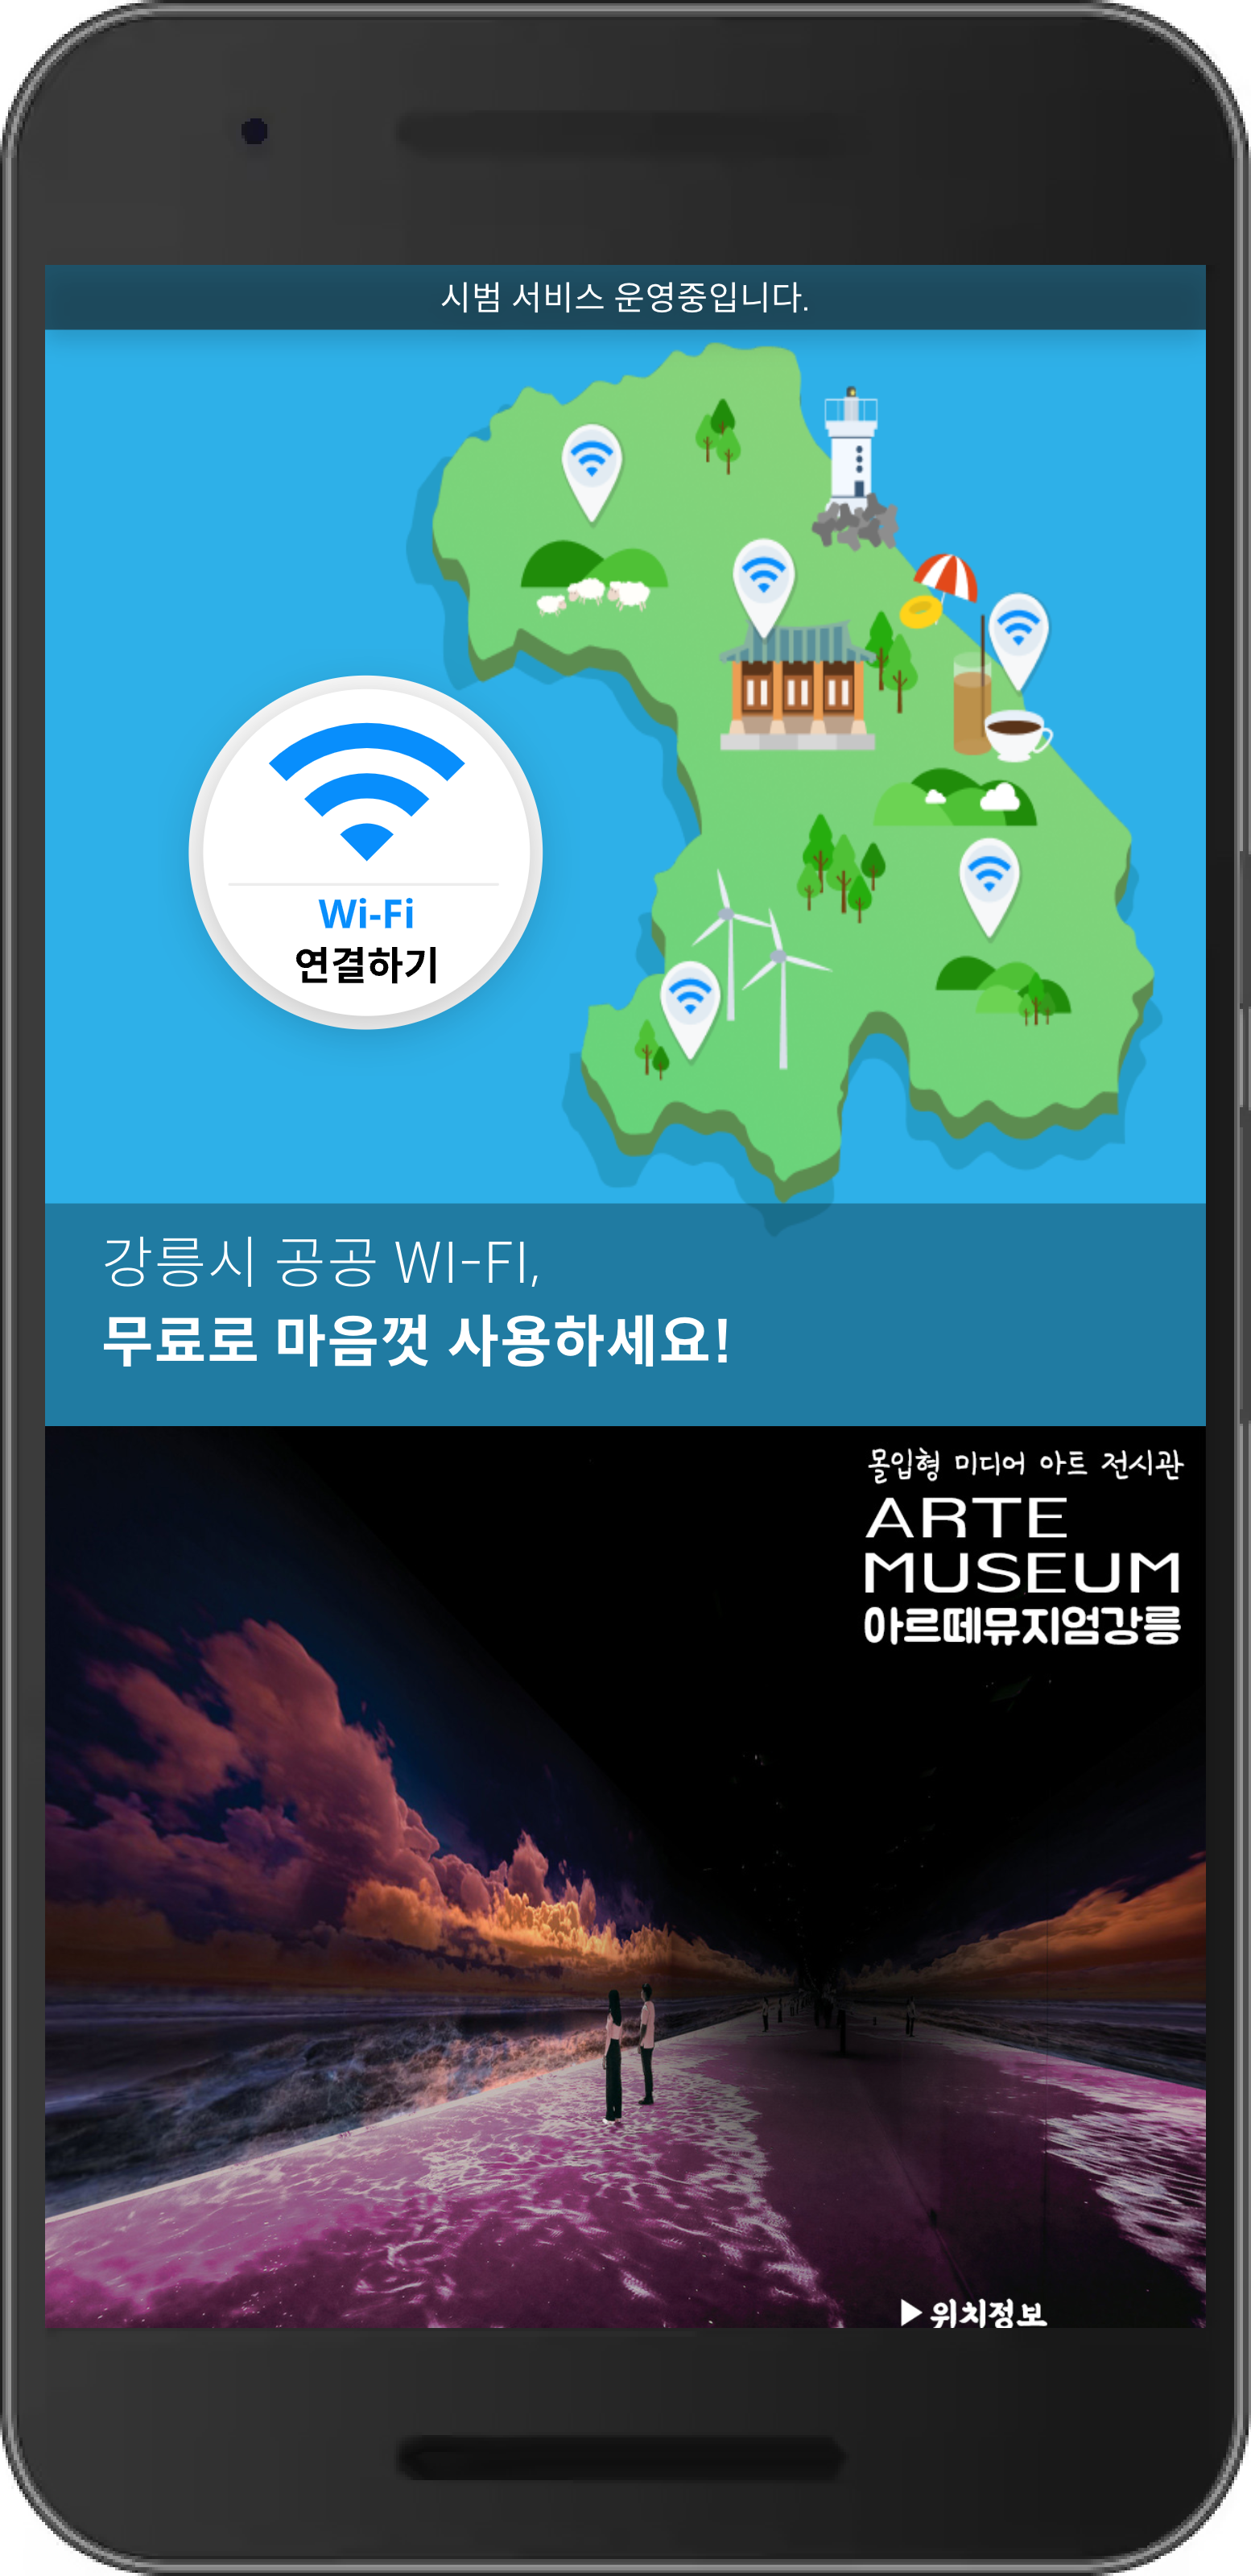 시범 서비스 운영중입니다.
Wi-Fi
연결하기
강릉시 공공 WI-FI,
무료로 마음껏 사용하세요!
몰입형 미디어 아트 전시관
ARTE
MUSEUM
아르떼뮤지엄강릉
▶위치정보